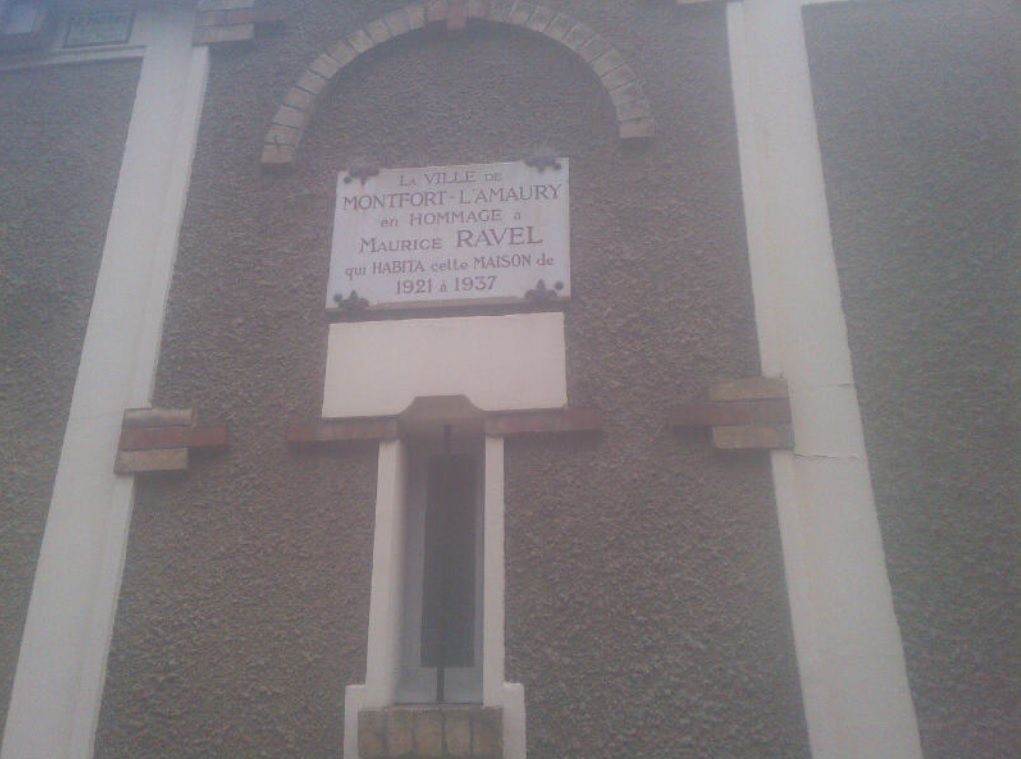 LA VILLE DE
MONTFORT-L'AMAURY
en HOMMAGE à
MAURICE RAVEL
qui HABITA cette MAISON de
1921 à 1937